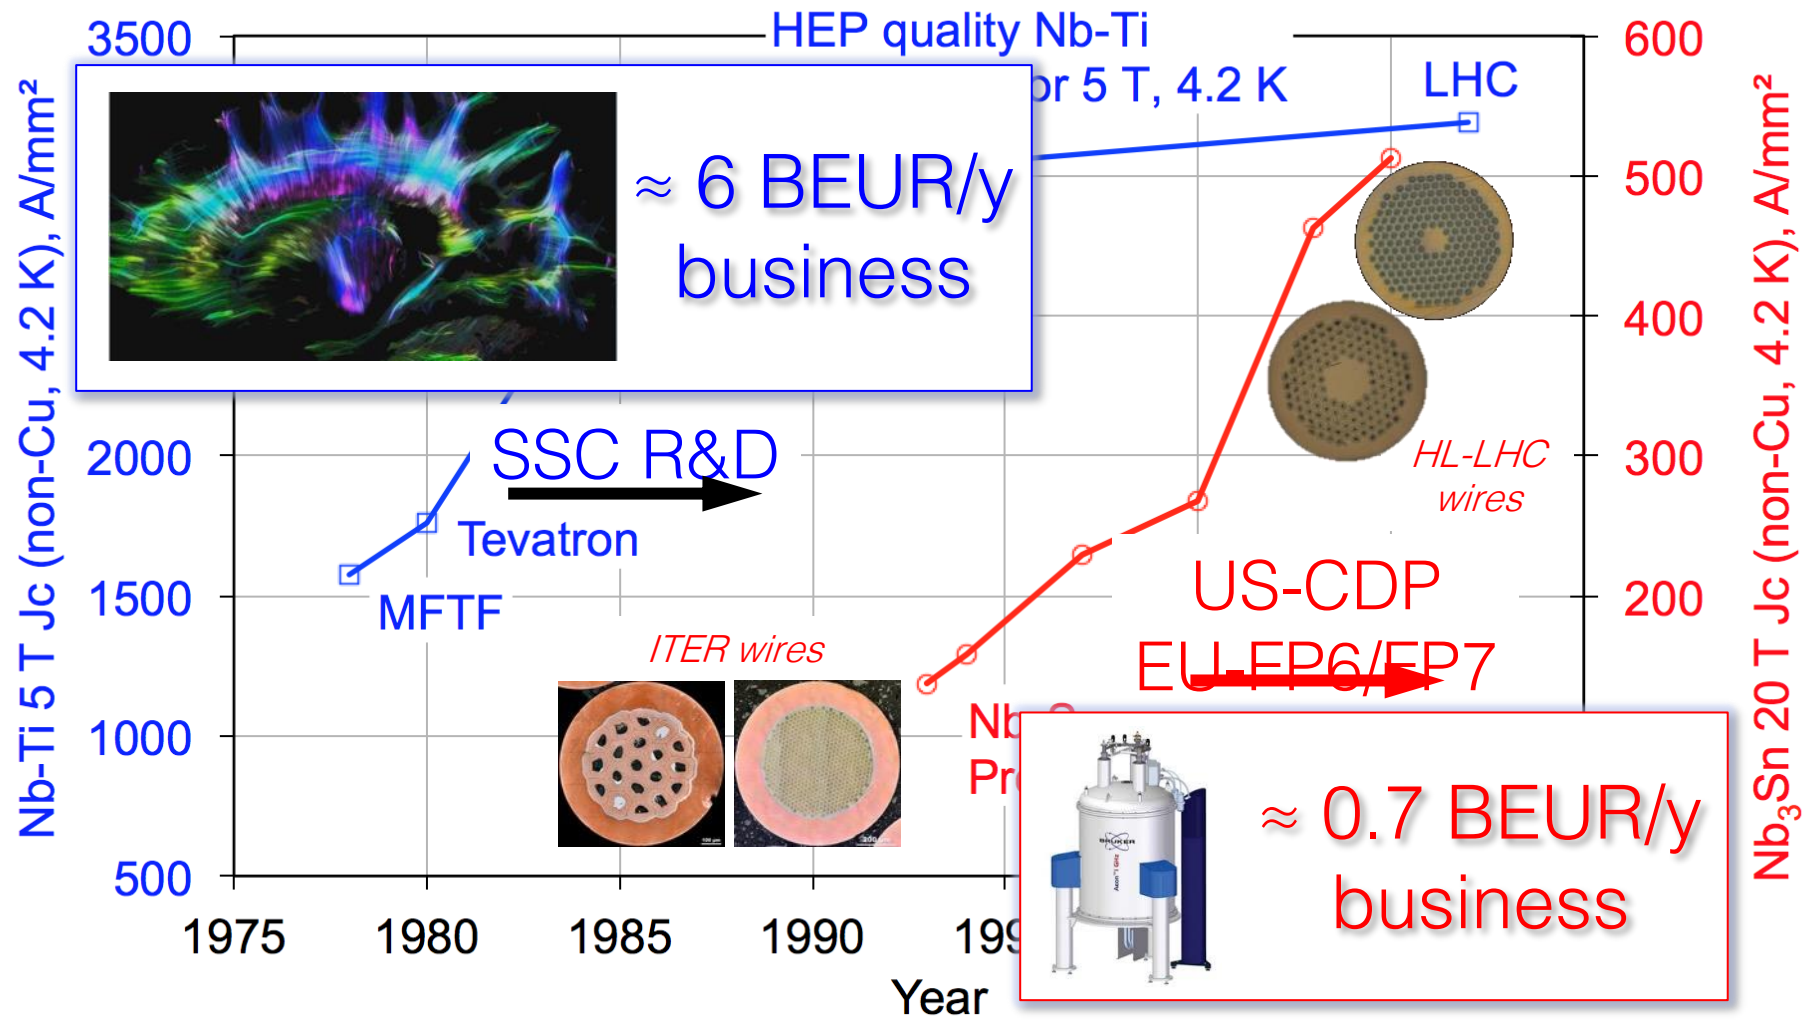 HEP quality Nb-Ti
or 5 T, 4.2 K
LHC
3500
2000
1500
1000
500
600
500
400
300
200
Nb-Ti 5 T Jc (non-Cu, 4.2 K), A/mm²
Nb₃Sn 20 T Jc (non-Cu, 4.2 K), A/mm²
≈ 6 BEUR/y
business
SSC R&D
Tevatron
MFTF
HL-LHC
wires
ITER wires
US-CDP
EU-FP6/FP7
Nb
Pr
BRUKER
≈ 0.7 BEUR/y
business
1975
1980
1985
1990
199
Year